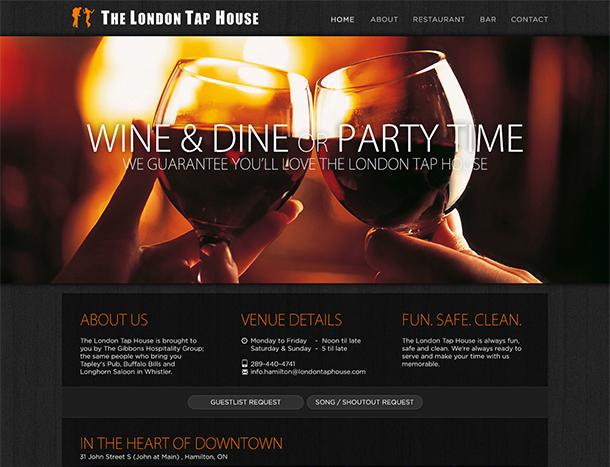 THE LONDON TAP HOUSE
HOME ABOUT RESTAURANT BAR CONTACT
WINE & DINE OR PARTY TIME
WE GUARANTEE YOU'LL LOVE THE LONDON TAP HOUSE
ABOUT US
The London Tap House is brought to
you by The Gibbons Hospitality Group;
the same people who bring you
Tapley's Pub, Buffalo Bills and
Longhorn Saloon in Whistler.
VENUE DETAILS
Monday to Friday - Noon til late
Saturday & Sunday - 5 til late
289-440-4741
info.hamilton@londontaphouse.com
FUN. SAFE. CLEAN.
The London Tap House is always fun,
safe and clean. We're always ready to
serve and make your time with us
memorable.
GUESTLIST REQUEST
SONG / SHOUTOUT REQUEST
IN THE HEART OF DOWNTOWN
31 John Street S (John at Main) , Hamilton, ON